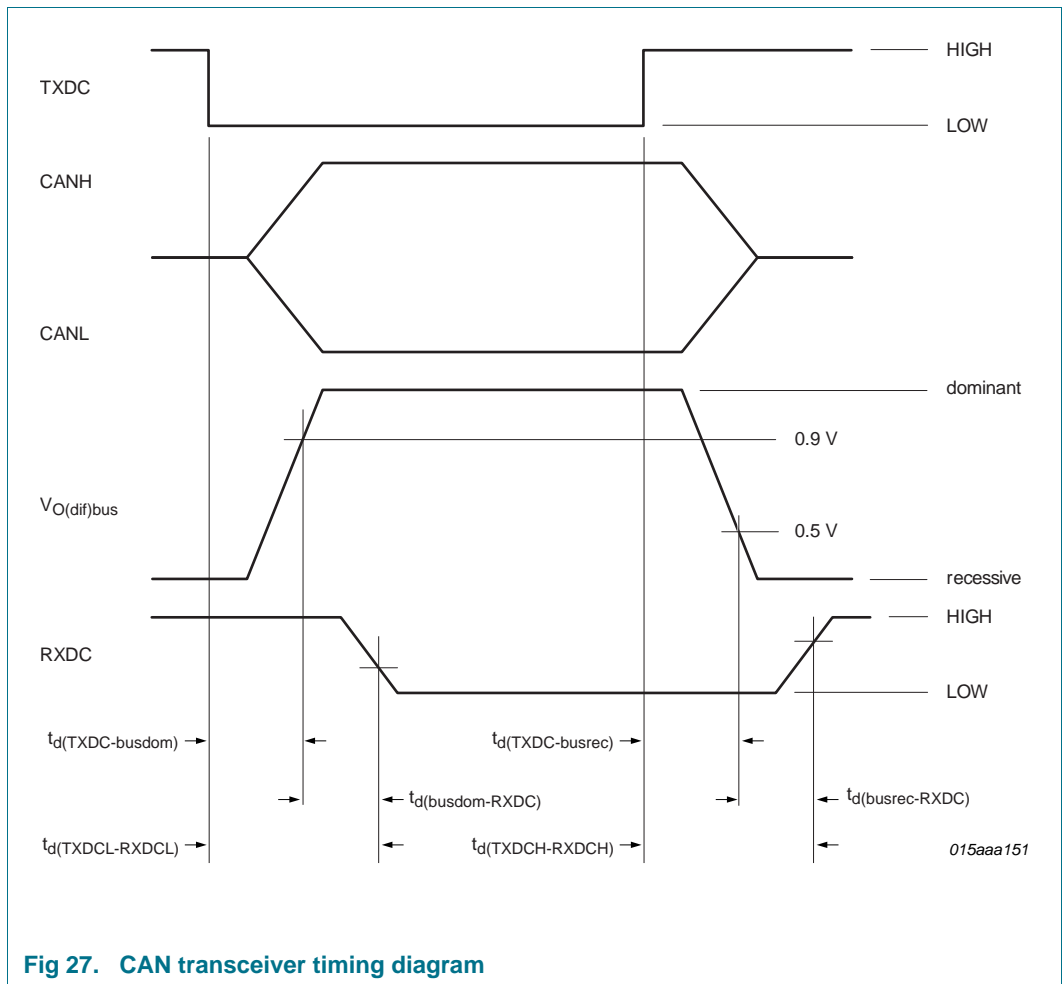 TXDC
HIGH
LOW
CANH
CANL
dominant
0.9 V
VO(dif)bus
0.5 V
recessive
HIGH
RXDC
LOW
td(TXDC-busdom)
td(TXDC-busrec)
td(busdom-RXDC)
td(busrec-RXDC)
td(TXDCL-RXDCL)
td(TXDCH-RXDCH)
015aaa151
Fig 27. CAN transceiver timing diagram